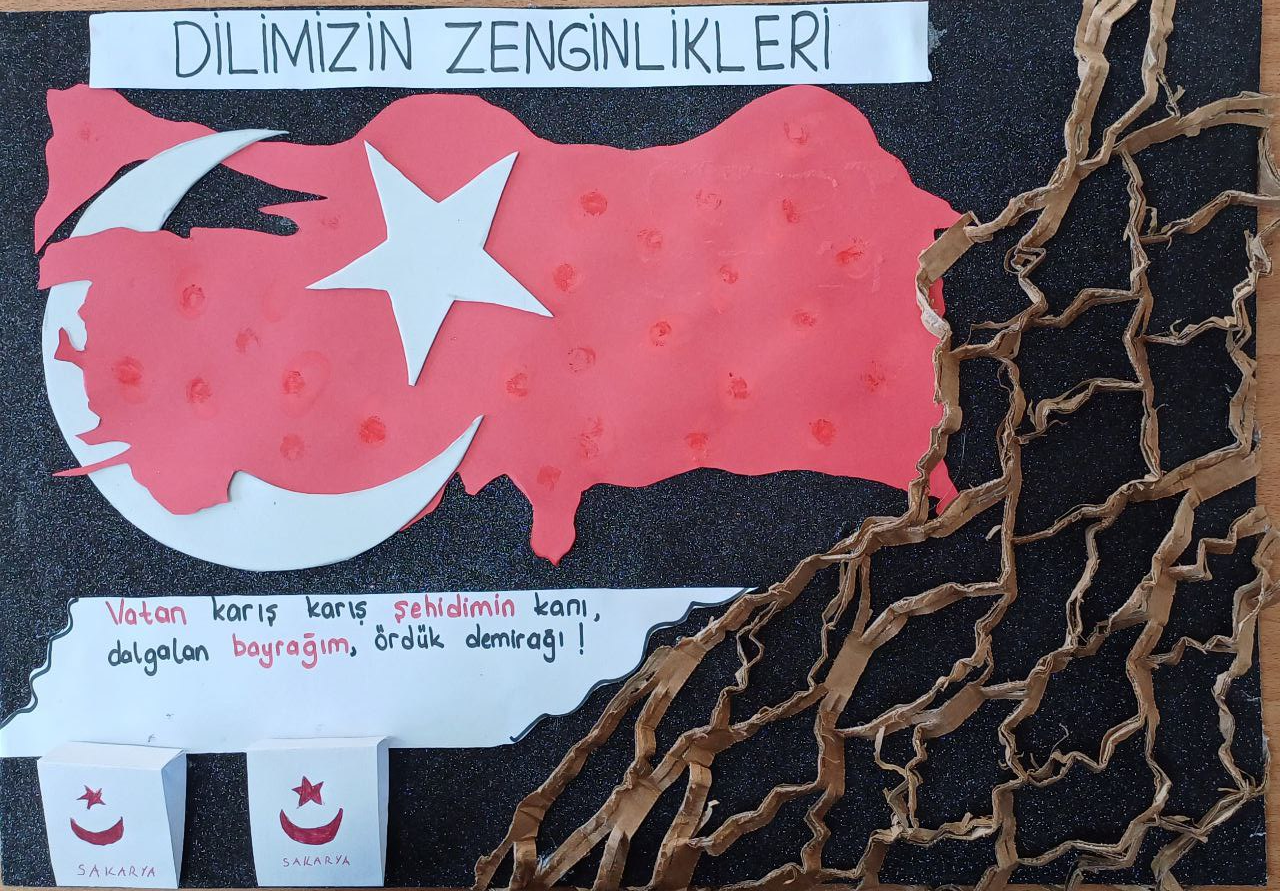 DİLİMİZİN ZENGİNLİKLERİ
Vatan karış karış şehidimin kanı,
dalgalan bayrağım, ördük demirağı !
SAKARYA
SAKARYA